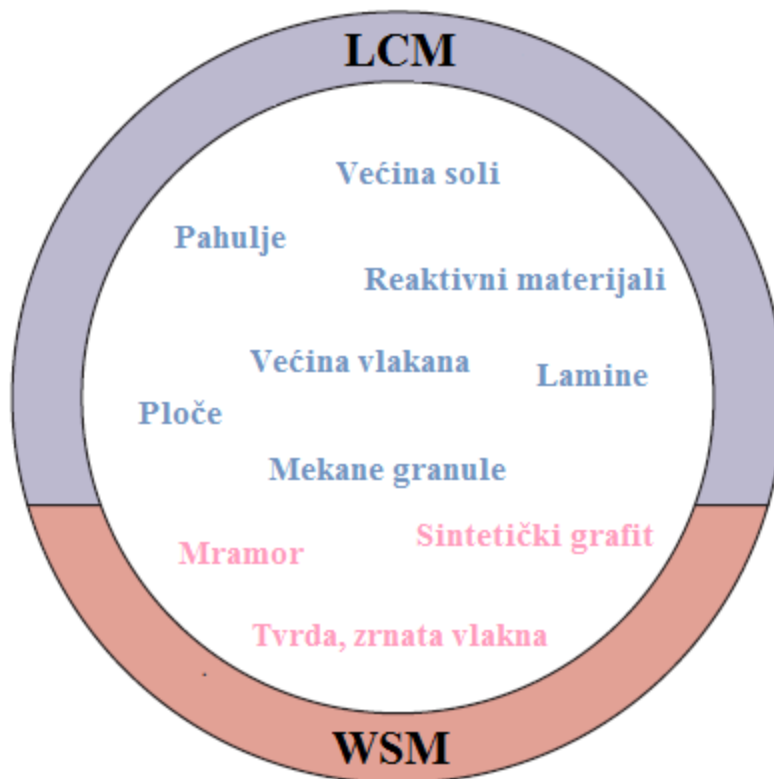 LCM
Većina soli
Pahulje
Reaktivni materijali
Većina vlakana
Lamine
Ploče
Mekane granule
Sintetički grafit
Mramor
Tvrda, zrnata vlakna
WSM